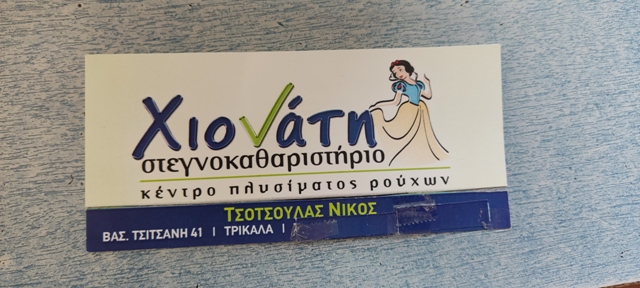 Χιονάτη
στεγνοκαθαριστήριο
κέντρο πλυσίματος ρούχων
ΤΣΟΤΣΟΥΛΑΣ ΝΙΚΟΣ
ΒΑΣ. ΤΣΙΤΣΑΝΗ 41 | ΤΡΙΚΑΛΑ |